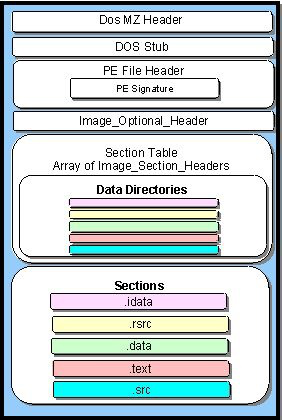 Dos MZ Header
DOS Stub
PE File Header
PE Signature
Image_Optional_Header
Section Table
Array of Image_Section_Headers
Data Directories
Sections
.idata
.rsrc
.data
.text
.src